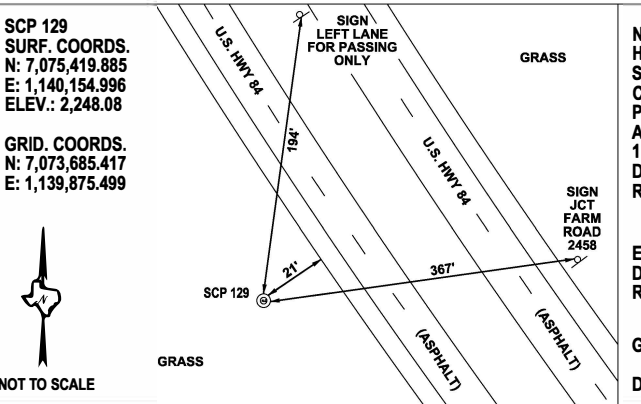 SCP 129
SURF. COORDS.
N: 7,075,419.885
E: 1,140,154.996
ELEV.: 2,248.08
GRID. COORDS.
N: 7,073,685.417
E: 1,139,875.499
N
NOT TO SCALE
SIGN
LEFT LANE
FOR PASSING
ONLY
GRASS
U.S. HWY 84
U.S. HWY 84
194'
SIGN
JCT
FARM
ROAD
2458
21'
367'
SCP 129
(ASPHALT)
(ASPHALT)
GRASS
N
H
S
C
P
A
1
D
R
E
D
R
G
D